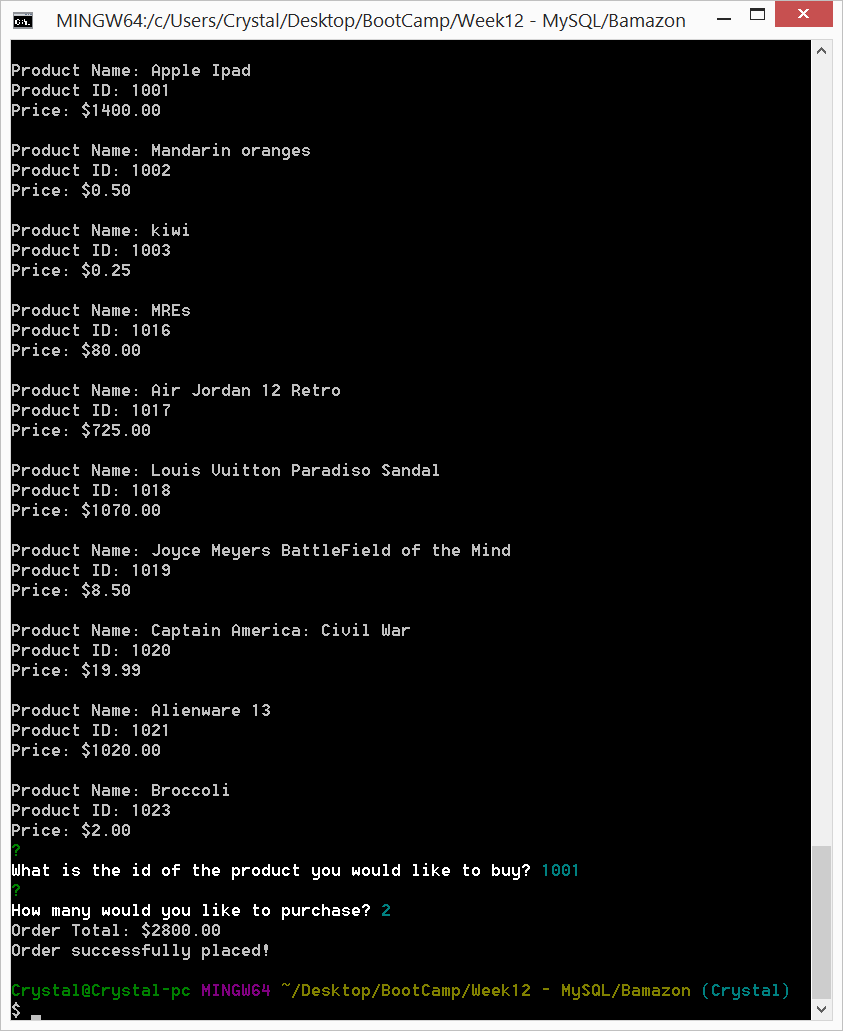 MINGW64:/c/Users/Crystal/Desktop/BootCamp/Week12 - MySQL/Bamazon
Product Name: Apple Ipad
Product ID: 1001
Price: $1400.00
Product Name: Mandarin oranges
Product ID: 1002
Price: $0.50
Product Name: kiwi
Product ID: 1003
Price: $0.25
Product Name: MREs
Product ID: 1016
Price: $80.00
Product Name: Air Jordan 12 Retro
Product ID: 1017
Price: $725.00
Product Name: Louis Vuitton Paradiso Sandal
Product ID: 1018
Price: $1070.00
Product Name: Joyce Meyers BattleField of the Mind
Product ID: 1019
Price: $8.50
Product Name: Captain America: Civil War
Product ID: 1020
Price: $19.99
Product Name: Alienware 13
Product ID: 1021
Price: $1020.00
Product Name: Broccoli
Product ID: 1023
Price: $2.00
?
What is the id of the product you would like to buy? 1001
?
How many would you like to purchase? 2
Order Total: $2800.00
Order successfully placed!
Crystal@Crystal-pc MINGW64 ~/Desktop/BootCamp/Week12 - MySQL/Bamazon (Crystal)
$